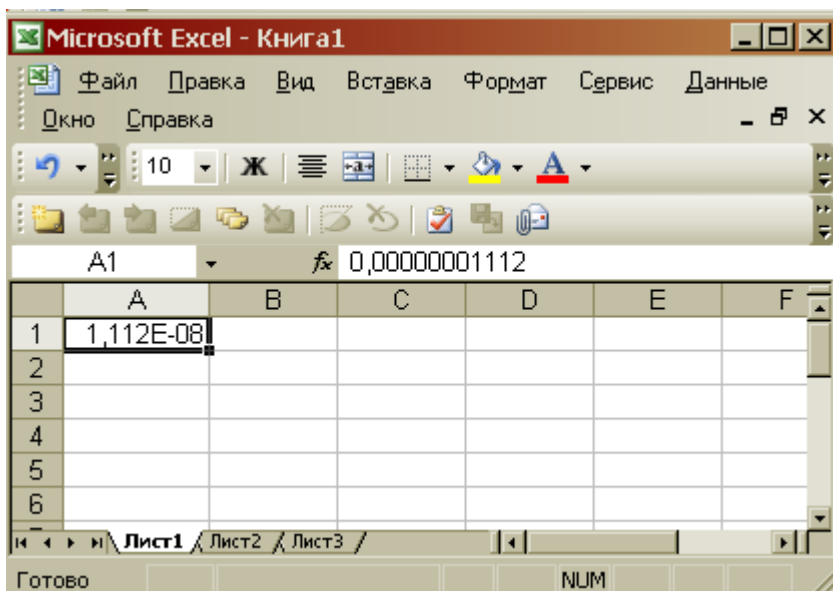 Microsoft Excel - Книга1
Файл Правка Вид Вставка Формат Сервис Данные
Окно Справка
10 Ж А
A1 fx 0,00000001112
A B C D E F
1 1,112E-08
2
3
4
5
6
Лист1 Лист2 Лист3
Готово NUM